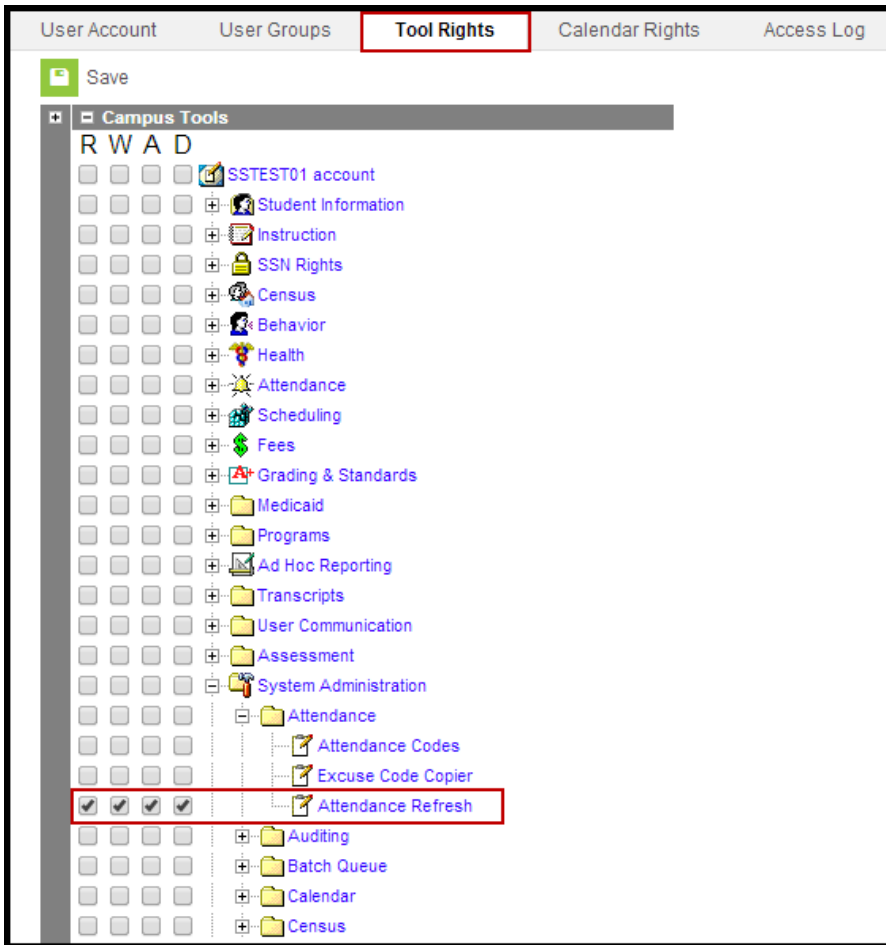 User Account User Groups Tool Rights Calendar Rights Access Log
Save
Campus Tools
R W A D
SSTEST01 account
Student Information
Instruction
SSN Rights
Census
Behavior
Health
Attendance
Scheduling
Fees
Grading & Standards
Medicaid
Programs
Ad Hoc Reporting
Transcripts
User Communication
Assessment
System Administration
Attendance
Attendance Codes
Excuse Code Copier
Attendance Refresh
Auditing
Batch Queue
Calendar
Census